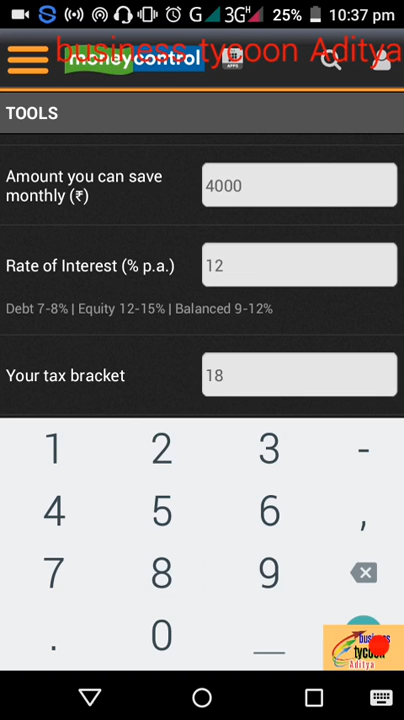 G 3G H 25% 10:37 pm
business tycoon Aditya
moneycontrol
APPS
TOOLS
Amount you can save
monthly (₹)
4000
Rate of Interest (% p.a.)
12
Debt 7-8% | Equity 12-15% | Balanced 9-12%
Your tax bracket
18
1 2 3 -
4 5 6 ,
7 8 9
. 0 _
business
tycoon
Aditya